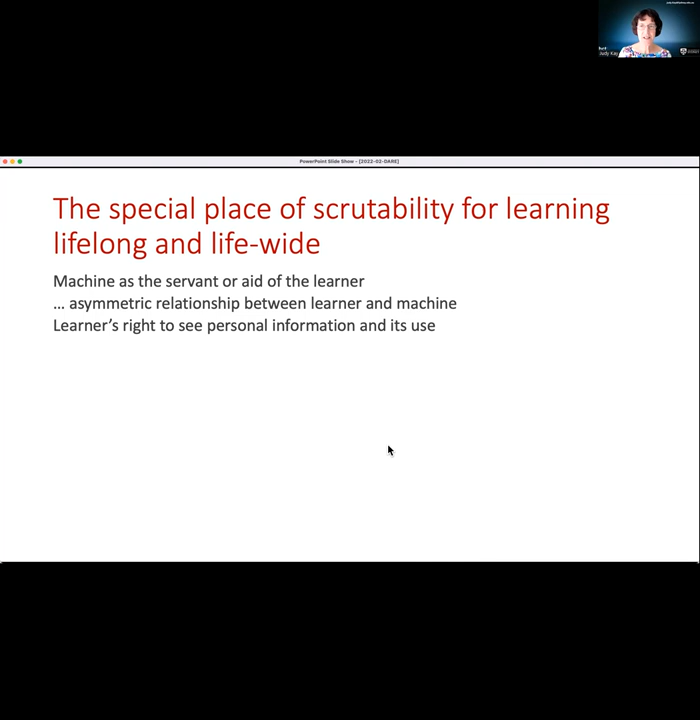 Judy Kay
PowerPoint Slide Show - [2022-02-DARE]
The special place of scrutability for learning
lifelong and life-wide
Machine as the servant or aid of the learner
... asymmetric relationship between learner and machine
Learner's right to see personal information and its use